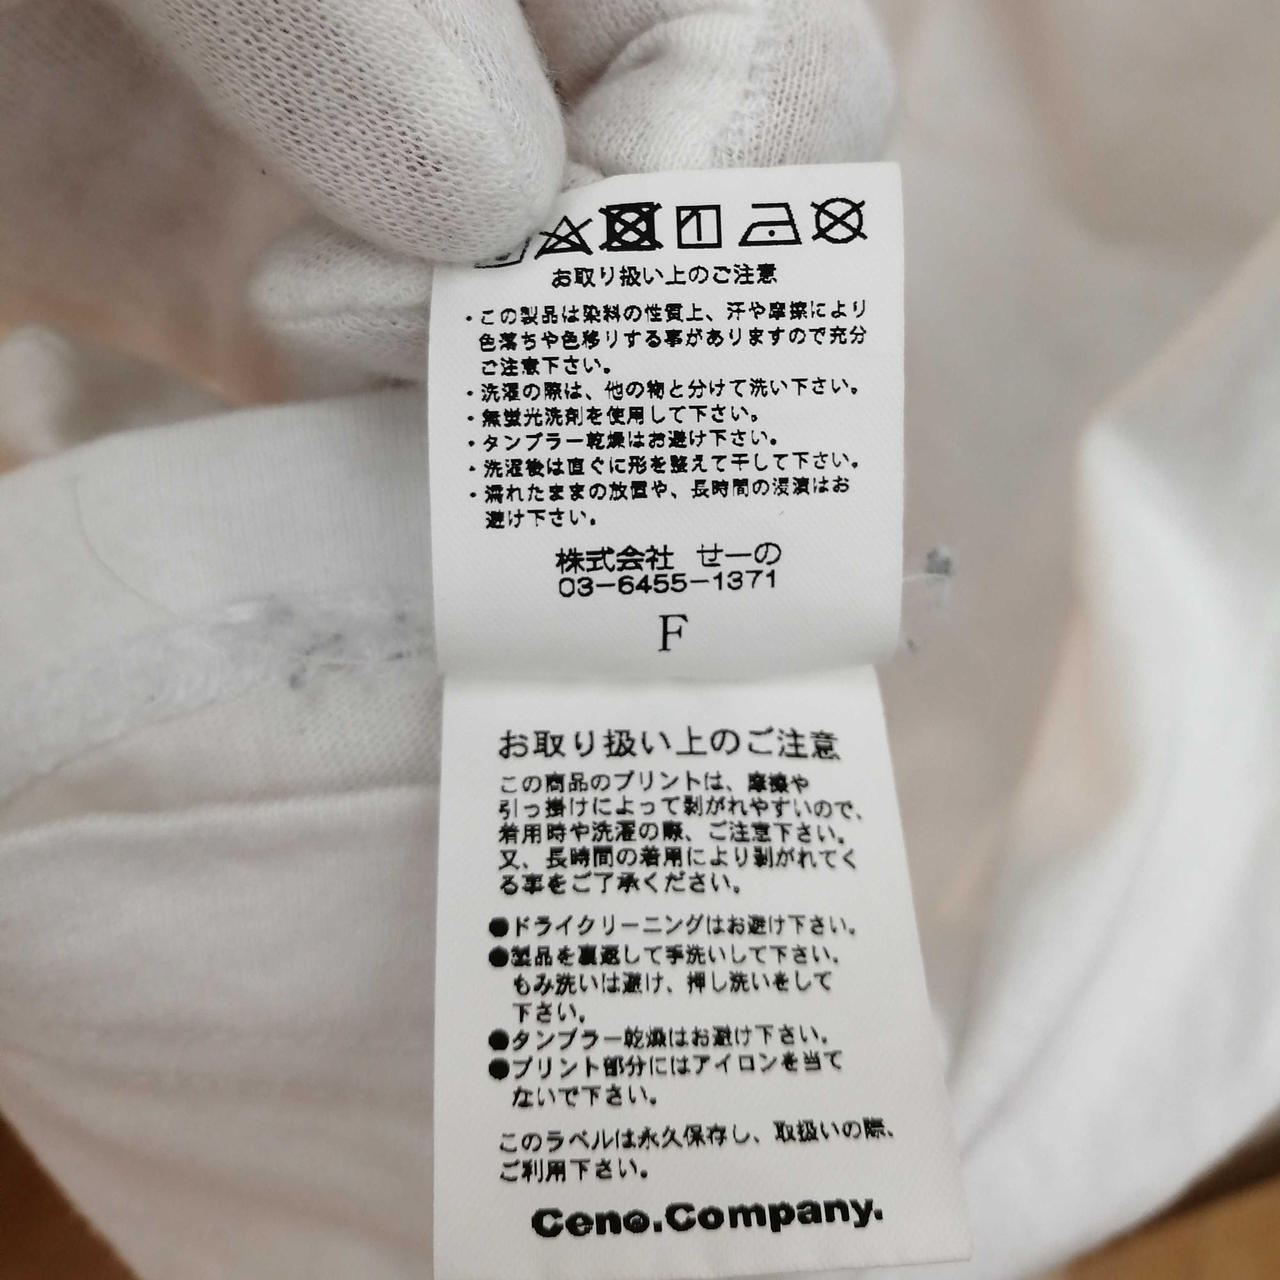 お取り扱い上のご注意
・この製品は染料の性質上、汗や摩擦により
色落ちや色移りする事がありますので充分
ご注意下さい。
・洗濯の際は、他の物と分けて洗い下さい。
・無蛍光洗剤を使用して下さい。
・タンブラー乾燥はお避け下さい。
・洗濯後は直ぐに形を整えて干して下さい。
・濡れたままの放置や、長時間の浸漬はお
避け下さい。
株式会社 せーの
03-6455-1371
F
お取り扱い上のご注意
この商品のプリントは、摩擦や
引っ掛けによって剥がれやすいので、
着用時や洗濯の際、ご注意下さい。
又、長時間の着用により剥がれてく
る事をご了承ください。
●ドライクリーニングはお避け下さい。
●製品を裏返して手洗いして下さい。
もみ洗いは避け、押し洗いをして
下さい。
●タンブラー乾燥はお避け下さい。
●プリント部分にはアイロンを当て
ないで下さい。
このラベルは永久保存し、取扱いの際、
ご利用下さい。
Ceno.Company.